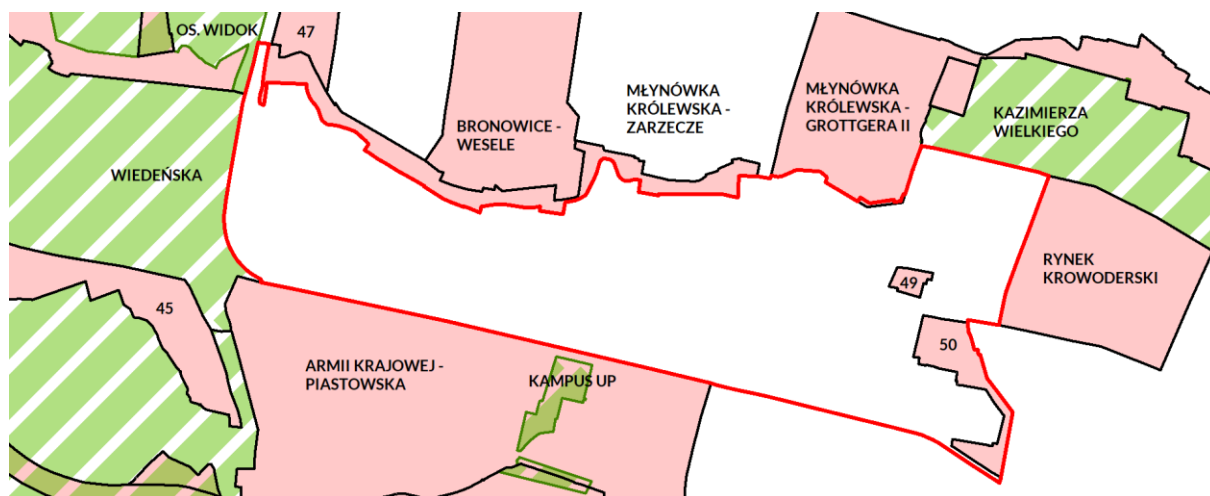 OS. WIDOK
47
MŁYNÓWKA
KRÓLEWSKA -
ZARZECZE
MŁYNÓWKA
KRÓLEWSKA -
GROTTGERA II
KAZIMIERZA
WIELKIEGO
BRONOWICE -
WESELE
WIEDEŃSKA
RYNEK
KROWODERSKI
49
45
50
ARMII KRAJOWEJ -
PIASTOWSKA
KAMPUS UP